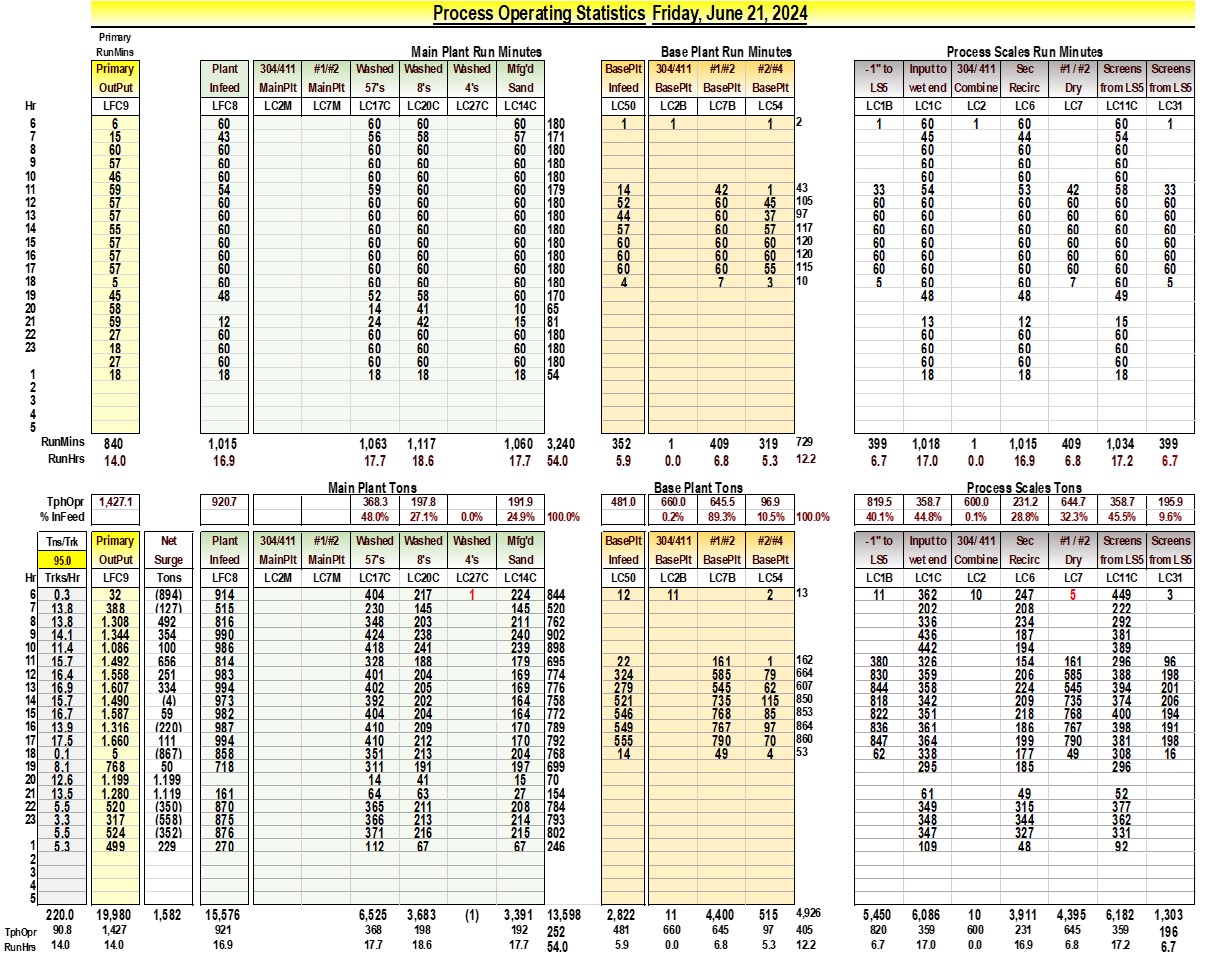 Process Operating Statistics Friday, June 21, 2024
Primary
RunMins Main Plant Run Minutes Base Plant Run Minutes Process Scales Run Minutes
Primary Plant 304/411 #1/#2 Washed Washed Washed Mfg'd BasePlt 304/411 #1/#2 #2/#4 -1" to Input to 304/ 411 Sec #1 / #2 Screens Screens
OutPut Infeed MainPlt MainPlt 57's 8's 4's Sand Infeed BasePlt BasePlt BasePlt LS5 wet end Combine Recirc Dry from LS5 from LS5
Hr LFC9 LFC8 LC2M LC7M LC17C LC20C LC27C LC14C LC50 LC2B LC7B LC54 LC1B LC1C LC2 LC6 LC7 LC11C LC31
6 6 60 60 60 60 180 1 1 1 2 1 60 1 60 60 1
7 15 43 56 58 57 171 45 44 54
8 60 60 60 60 60 180 60 60 60
9 57 60 60 60 60 180 60 60 60
10 46 60 60 60 60 180 60 60 60
11 59 54 59 60 60 179 14 42 1 43 33 54 53 42 58 33
12 57 60 60 60 60 180 52 60 45 105 60 60 60 60 60 60
13 57 60 60 60 60 180 44 60 37 97 60 60 60 60 60 60
14 55 60 60 60 60 180 57 60 57 117 60 60 60 60 60 60
15 57 60 60 60 60 180 60 60 60 120 60 60 60 60 60 60
16 57 60 60 60 60 180 60 60 60 120 60 60 60 60 60 60
17 57 60 60 60 60 180 60 60 55 115 60 60 60 60 60 60
18 5 60 60 60 60 180 4 7 3 10 5 60 60 7 60 5
19 45 48 52 58 60 170 48 48 49
20 58 14 41 10 65
21 59 12 24 42 15 81 13 12 15
22 27 60 60 60 60 180 60 60 60
23 18 60 60 60 60 180 60 60 60
27 60 60 60 60 180 60 60 60
1 18 18 18 18 18 54 18 18 18
2
3
4
5
RunMins 840 1,015 1,063 1,117 1,060 3,240 352 1 409 319 729 399 1,018 1 1,015 409 1,034 399
RunHrs 14.0 16.9 17.7 18.6 17.7 54.0 5.9 0.0 6.8 5.3 12.2 6.7 17.0 0.0 16.9 6.8 17.2 6.7
Main Plant Tons Base Plant Tons Process Scales Tons
TphOpr 1,427.1 920.7 368.3 197.8 191.9 481.0 660.0 645.5 96.9 819.5 358.7 600.0 231.2 644.7 358.7 195.9
% InFeed 48.0% 27.1% 0.0% 24.9% 100.0% 0.2% 89.3% 10.5% 100.0% 40.1% 44.8% 0.1% 28.8% 32.3% 45.5% 9.6%
Tns/Trk Primary Net Plant 304/411 #1/#2 Washed Washed Washed Mfg'd BasePlt 304/411 #1/#2 #2/#4 -1" to Input to 304/ 411 Sec #1 / #2 Screens Screens
95.0 OutPut Surge Infeed MainPlt MainPlt 57's 8's 4's Sand Infeed BasePlt BasePlt BasePlt LS5 wet end Combine Recirc Dry from LS5 from LS5
Hr Trks/Hr LFC9 Tons LFC8 LC2M LC7M LC17C LC20C LC27C LC14C LC50 LC2B LC7B LC54 LC1B LC1C LC2 LC6 LC7 LC11C LC31
6 0.3 32 (894) 914 404 217 1 224 844 12 11 2 13 11 362 10 247 5 449 3
7 13.8 388 (127) 515 230 145 145 520 202 208 222
8 13.8 1.308 492 816 348 203 211 762 336 234 292
9 14.1 1.344 354 990 424 238 240 902 436 187 381
10 11.4 1.086 100 986 418 241 239 898 442 194 389
11 15.7 1.492 656 814 328 188 179 695 22 161 1 162 380 326 154 161 296 96
12 16.4 1.558 251 983 401 204 169 774 324 585 79 664 830 359 206 585 388 198
13 16.9 1.607 334 994 402 205 169 776 279 545 62 607 844 358 224 545 394 201
14 15.7 1.490 (4) 973 392 202 164 758 521 735 115 850 818 342 209 735 374 206
15 16.7 1.587 59 982 404 204 164 772 546 768 85 853 822 351 218 768 400 194
16 13.9 1.316 (220) 987 410 209 170 789 549 767 97 864 836 361 186 767 398 191
17 17.5 1.660 111 994 410 212 170 792 555 790 70 860 847 364 199 790 381 198
18 0.1 5 (867) 858 351 213 204 768 14 49 4 53 62 338 177 49 308 16
19 8.1 768 50 718 311 191 197 699 295 185 296
20 12.6 1.199 1.199 14 41 15 70
21 13.5 1.280 1.119 161 64 63 27 154 61 49 52
22 5.5 520 (350) 870 365 211 208 784 349 315 377
23 3.3 317 (558) 875 366 213 214 793 348 344 362
5.5 524 (352) 876 371 216 215 802 347 327 331
1 5.3 499 229 270 112 67 67 246 109 48 92
2
3
4
5
220.0 19,980 1,582 15,576 6,525 3,683 (1) 3,391 13,598 2,822 11 4,400 515 4,926 5,450 6,086 10 3,911 4,395 6,182 1,303
TphOpr 90.8 1,427 921 368 198 192 252 481 660 645 97 405 820 359 600 231 645 359 196
RunHrs 14.0 14.0 16.9 17.7 18.6 17.7 54.0 5.9 0.0 6.8 5.3 12.2 6.7 17.0 0.0 16.9 6.8 17.2 6.7